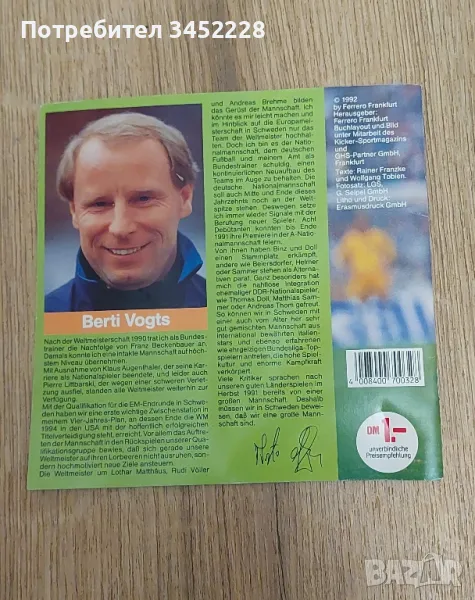 Потребител 3452228
Berti Vogts
Nach der Weltmeisterschaft 1990 trat ich als Bundes-
trainer die Nachfolge von Franz Beckenbauer an.
Damals konnte ich eine intakte Mannschaft auf höch-
stem Niveau übernehmen.
Mit Ausnahme von Klaus Augenthaler, der seine Kar-
riere als Nationalspieler beendete, und leider auch
Pierre Littbarski, der wegen einer schweren Verlet-
zung ausfiel, standen alle Weltmeister weiterhin zur
Verfügung.
Mit der Qualifikation für die EM-Endrunde in Schwe-
den haben wir eine erste wichtige Zwischenstation in
meinem Vier-Jahres-Plan, an dessen Ende die WM
1994 in den USA mit der hoffentlich erfolgreichen
Titelverteidigung steht, erreicht. Vor allem das Auftre-
ten der Mannschaft in den Rückspielen unserer Qua-
lifikationsgruppe bewies, daß sich gerade unsere
Weltmeister auf ihren Lorbeeren nicht ausruhen, son-
dern hochmotiviert neue Ziele ansteuern.
Die Weltmeister um Lothar Matthäus, Rudi Völler
und Andreas Brehme bilden
das Gerüst der Mannschaft. Ich
könnte es mir leicht machen und
im Hinblick auf die Europamei-
sterschaft in Schweden nur das
Team der Weltmeister hochhal-
ten. Doch ich bin es der Natio-
nalmannschaft, dem deutschen
Fußball und meinem Amt als
Bundestrainer schuldig, einen
kontinuierlichen Neuaufbau des
Teams im Auge zu behalten. Die
deutsche Nationalmannschaft
soll auch Mitte und Ende dieses
Jahrzehnts noch an der Welt-
spitze stehen. Deswegen setze
ich immer wieder Signale mit der
Berufung neuer Spieler. Acht
Debütanten konnten bis Ende
1991 ihre Premiere in der A-Natio-
nalmannschaft feiern.
Von ihnen haben Binz und Doll
einen Stammplatz erkämpft,
andere wie Beiersdorfer, Helmer
oder Sammer stehen als Alternati-
ven parat. Ganz besonders hat
mich die nahtlose Integration
ehemaliger DDR-Nationalspieler,
wie Thomas Doll, Matthias Sam-
mer oder Andreas Thom gefreut.
So können wir in Schweden mit
einer auch vom Alter her sehr
gut gemischten Mannschaft aus
international bewährten Italien-
stars und ebenso erfahrenen
wie ehrgeizigen Bundesliga-Top-
spielern antreten, die hohe Spiel-
kultur und enorme Kampfkraft
verkörpert.
Viele Kritiker sprachen nach
unseren guten Länderspielen im
Herbst 1991 bereits von einer
großen Mannschaft. Deshalb
müssen wir in Schweden bewei-
sen, daß wir eine große Mann-
schaft sind.
© 1992
by Ferrero Frankfurt
Herausgeber:
Ferrero Frankfurt
Buchlayout und Bild
unter Mitarbeit des
Kicker-Sportmagazins
und
GHS-Partner GmbH,
Frankfurt
Texte: Rainer Franzke
und Wolfgang Tobien.
Fotosatz: LGS,
G. Seibel GmbH
Litho und Druck:
Erasmusdruck GmbH
4 008400 700328
DM 1.-
unverbindliche
Preisempfehlung
bazar